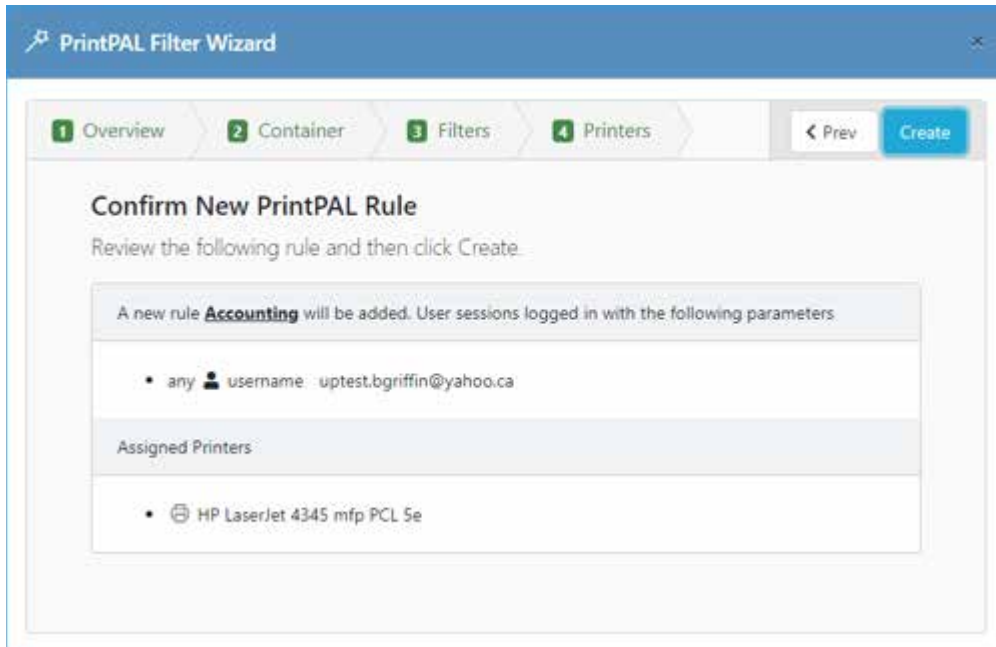 PrintPAL Filter Wizard
×
1 Overview 2 Container 3 Filters 4 Printers < Prev Create
Confirm New PrintPAL Rule
Review the following rule and then click Create.
A new rule Accounting will be added. User sessions logged in with the following parameters
• any username uptest.bgriffin@yahoo.ca
Assigned Printers
• HP LaserJet 4345 mfp PCL 5e